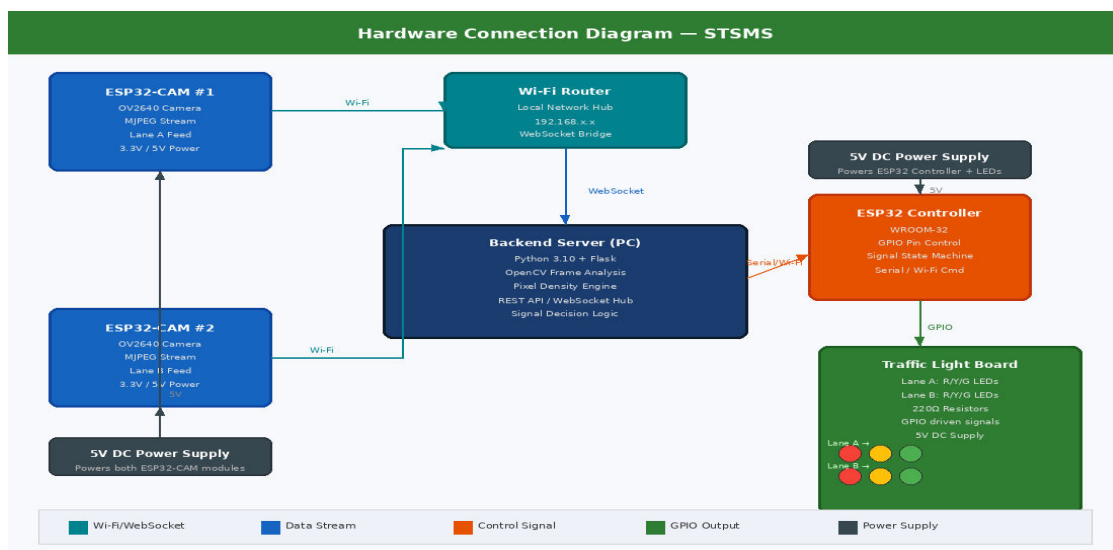 Hardware Connection Diagram — STSMS
ESP32-CAM #1
OV2640 Camera
MJPEG Stream
Lane A Feed
3.3V / 5V Power
Wi-Fi
Wi-Fi Router
Local Network Hub
192.168.x.x
WebSocket Bridge
WebSocket
5V DC Power Supply
Powers ESP32 Controller + LEDs
5V
ESP32 Controller
WROOM-32
GPIO Pin Control
Signal State Machine
Serial / Wi-Fi Cmd
Backend Server (PC)
Python 3.10 + Flask
OpenCV Frame Analysis
Pixel Density Engine
REST API / WebSocket Hub
Signal Decision Logic
Serial/Wi-Fi
ESP32-CAM #2
OV2640 Camera
MJPEG Stream
Lane B Feed
3.3V / 5V Power
5V
Wi-Fi
5V DC Power Supply
Powers both ESP32-CAM modules
GPIO
Traffic Light Board
Lane A: R/Y/G LEDs
Lane B: R/Y/G LEDs
220Ω Resistors
GPIO driven signals
5V DC Supply
Lane A →
Lane B →
Wi-Fi/WebSocket
Data Stream
Control Signal
GPIO Output
Power Supply